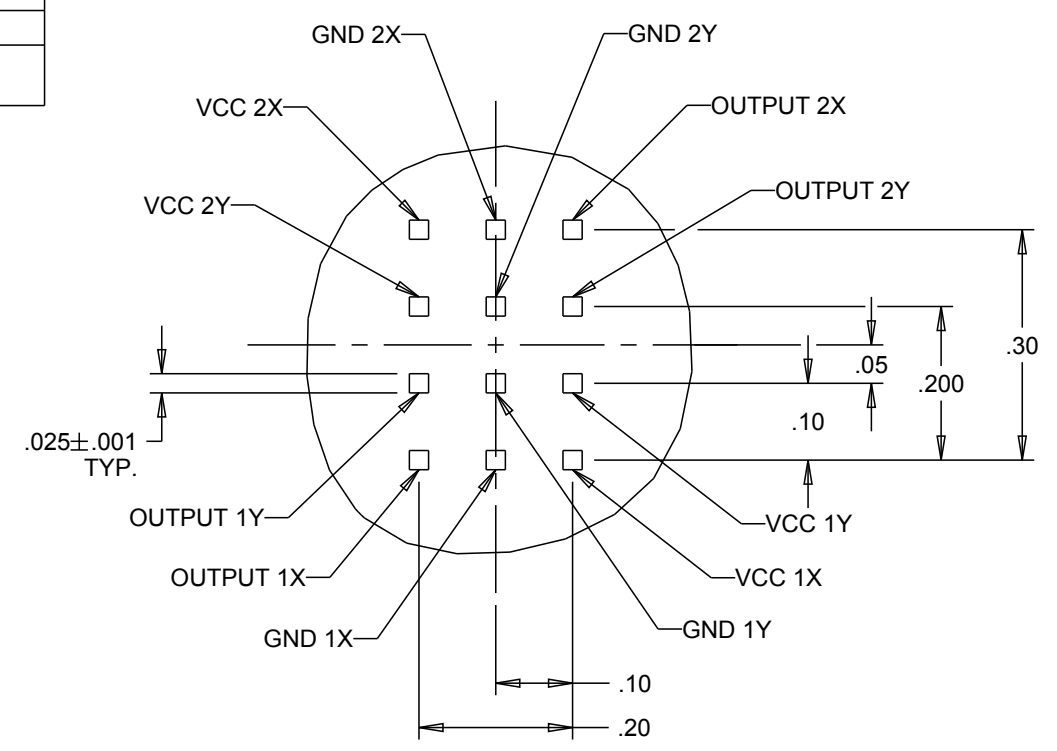 GND 2X
GND 2Y
VCC 2X
OUTPUT 2X
VCC 2Y
OUTPUT 2Y
.30
.05
.200
.10
.025±.001
TYP.
OUTPUT 1Y
VCC 1Y
OUTPUT 1X
VCC 1X
GND 1X
GND 1Y
.10
.20